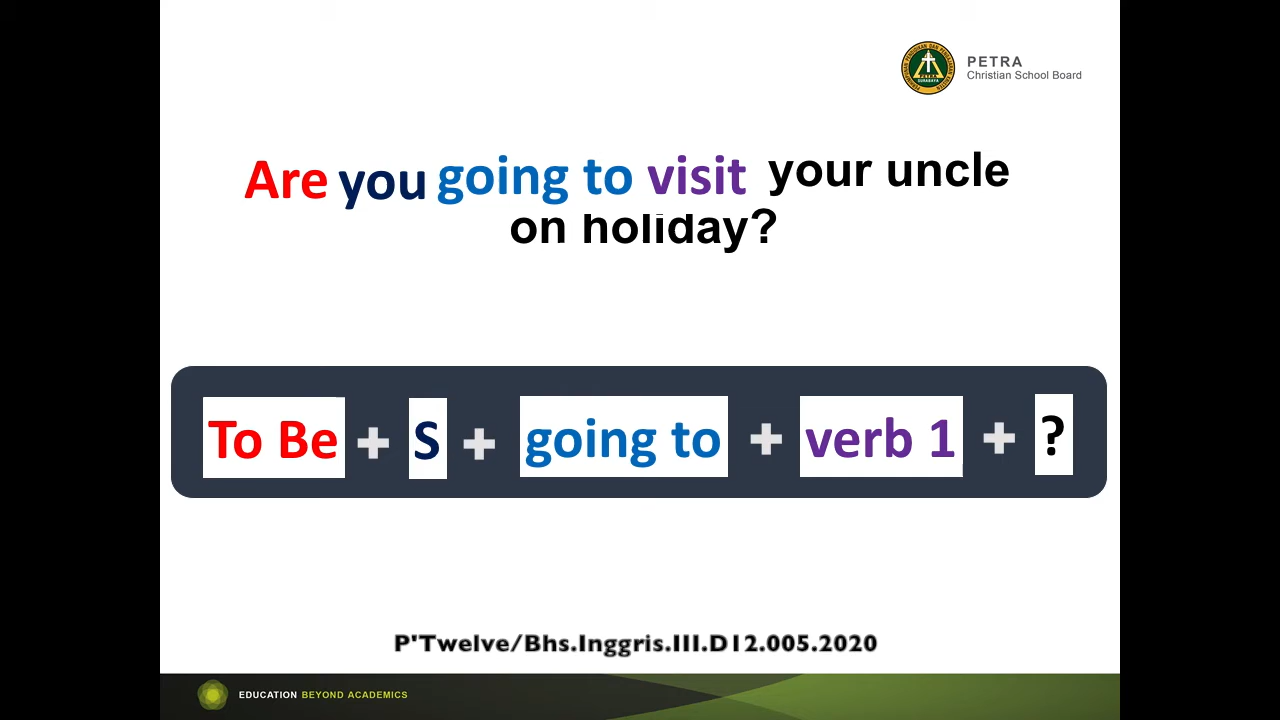 PETRA
Christian School Board
Are you going to visit your uncle
on holiday?
To Be + S + going to + verb 1 + ?
P'Twelve/Bhs.Inggris.III.D12.005.2020
EDUCATION BEYOND ACADEMICS